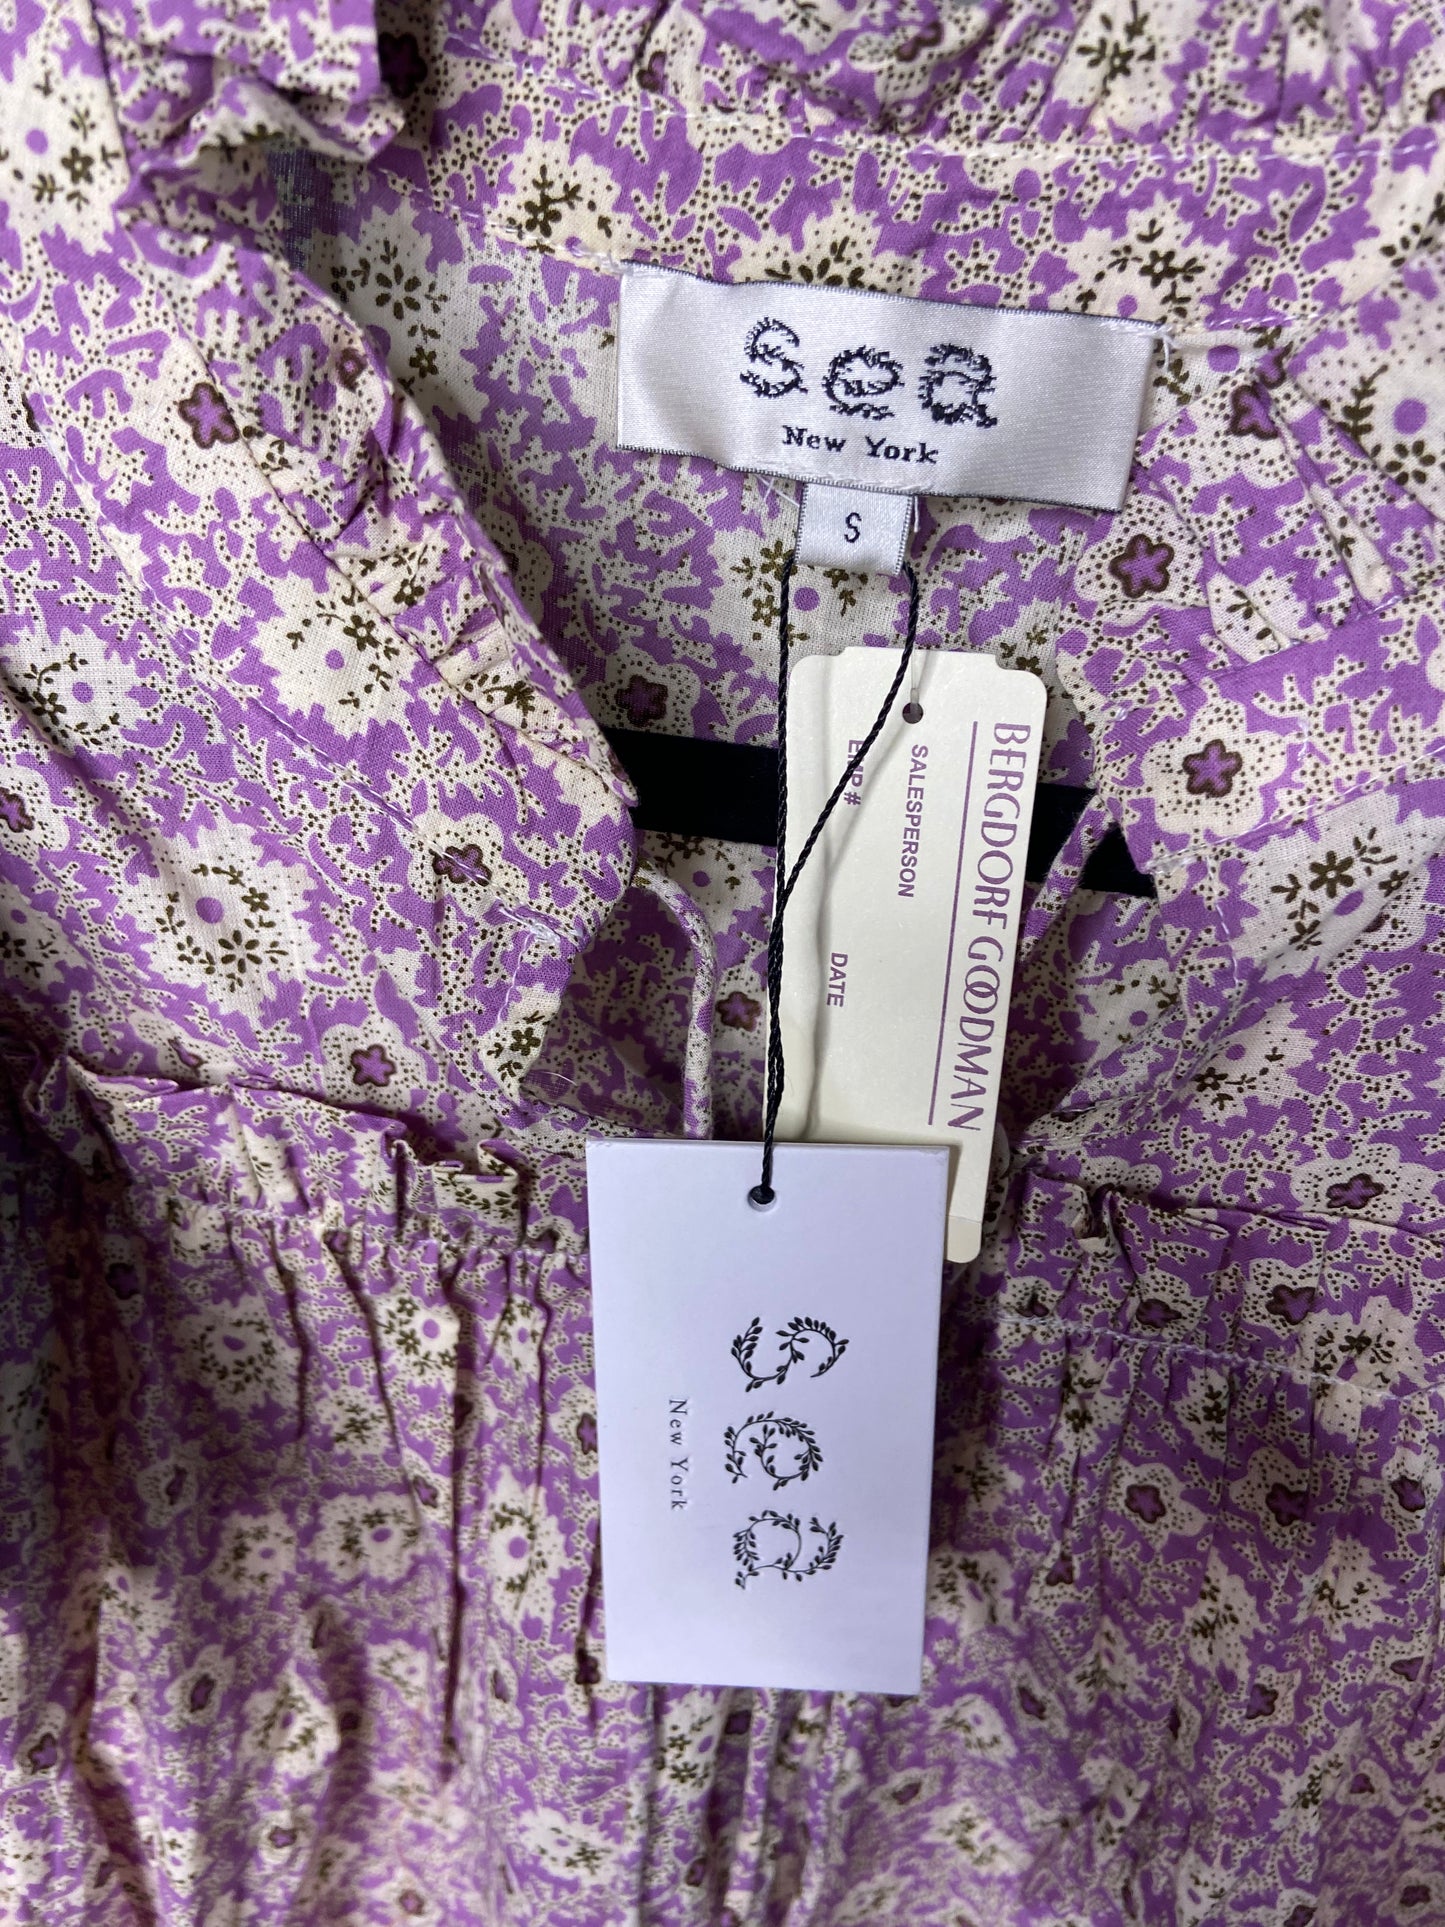 Sea
New York
S
BERGDORF GOODMAN
SALESPERSON
EMP #
DATE
Sea
New York